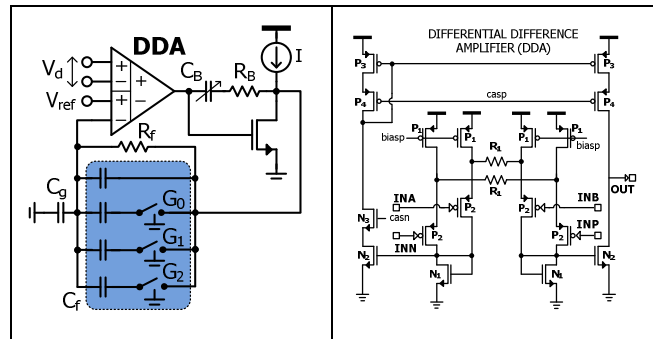 DDA
V_d
V_ref
+
−
+
−
+
−
C_B
R_B
I
R_f
C_g
G_0
G_1
G_2
C_f
DIFFERENTIAL DIFFERENCE
AMPLIFIER (DDA)
P_3
P_3
P_4
casp
P_4
P_1
P_1
P_1
P_1
biasp
biasp
R_1
R_1
OUT
INA
P_2
P_2
INB
N_3
casn
INN
P_2
P_2
INP
N_2
N_1
N_1
N_2